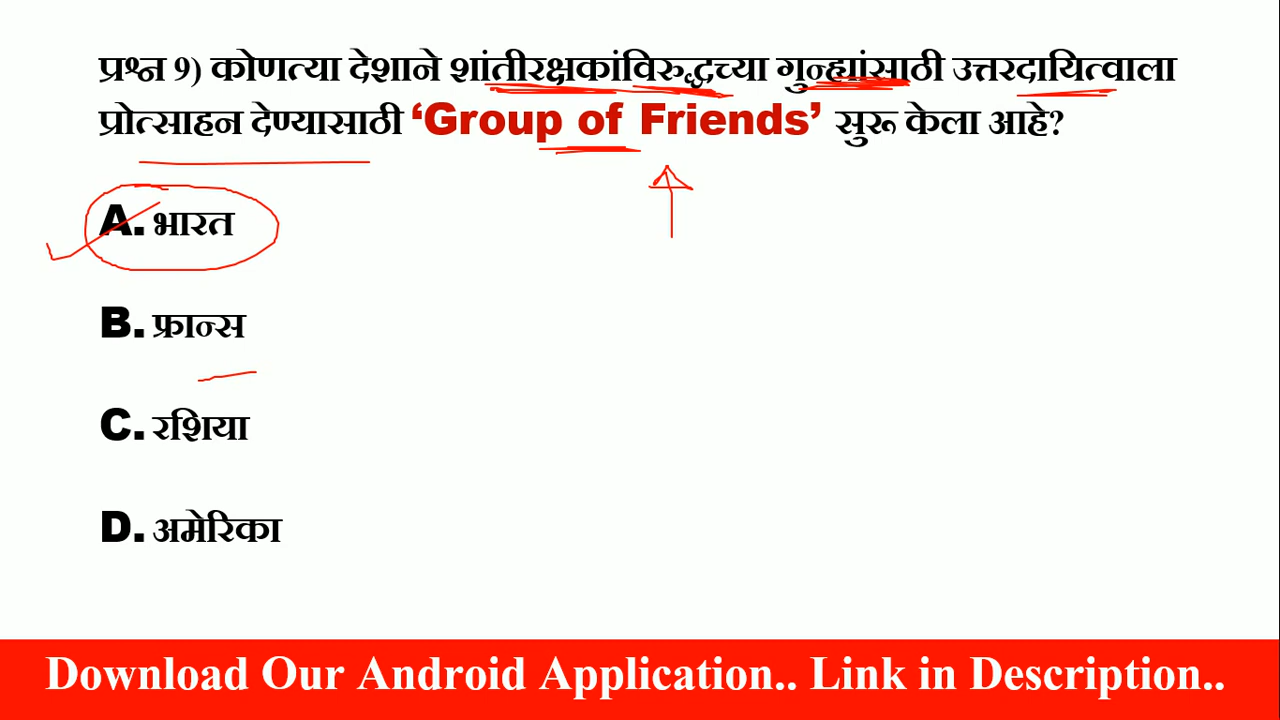 प्रश्न 9) कोणत्या देशाने शांतीरक्षकांविरुद्धच्या गुन्ह्यांसाठी उत्तरदायित्वाला
प्रोत्साहन देण्यासाठी ‘Group of Friends’ सुरू केला आहे?
A. भारत
B. फ्रान्स
C. रशिया
D. अमेरिका
Download Our Android Application.. Link in Description..